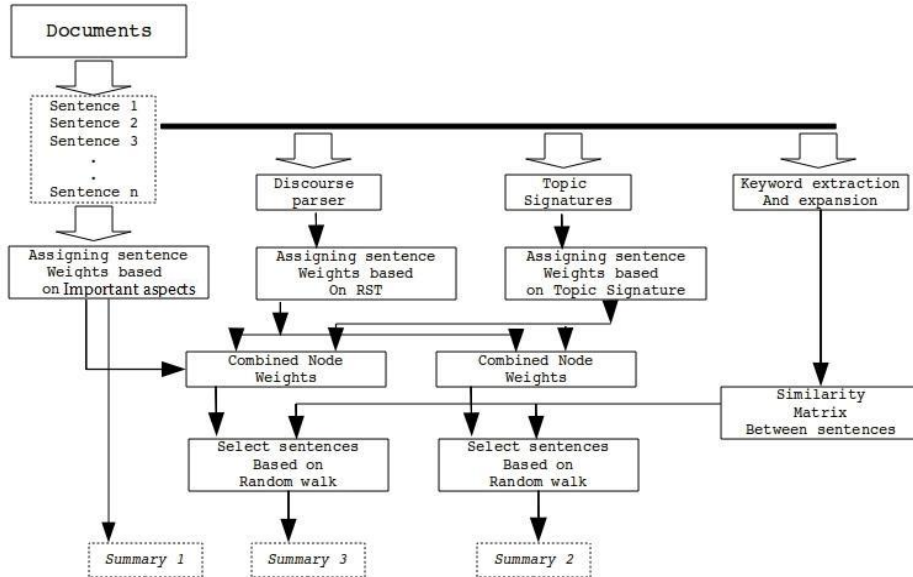 Documents
Sentence 1
Sentence 2
Sentence 3
.
.
Sentence n
Discourse
parser
Topic
Signatures
Keyword extraction
And expansion
Assigning sentence
Weights based
on Important aspects
Assigning sentence
Weights based
On RST
Assigning sentence
Weights based
on Topic Signature
Combined Node
Weights
Combined Node
Weights
Similarity
Matrix
Between sentences
Select sentences
Based on
Random walk
Select sentences
Based on
Random walk
Summary 1
Summary 3
Summary 2